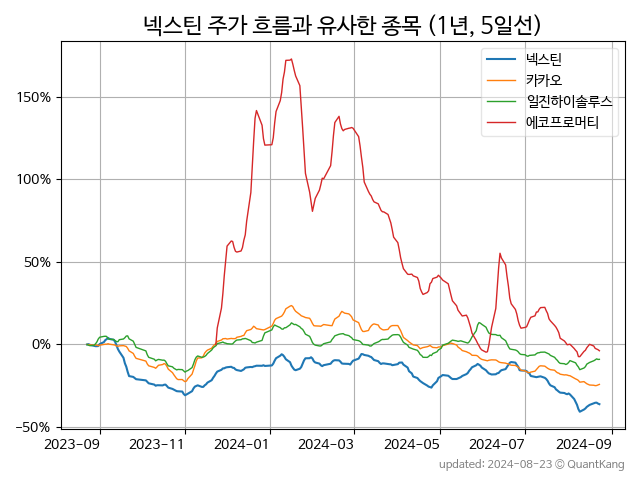 넥스틴 주가 흐름과 유사한 종목 (1년, 5일선)
넥스틴
카카오
일진하이솔루스
에코프로머티
150%
100%
50%
0%
−50%
2023-09
2023-11
2024-01
2024-03
2024-05
2024-07
2024-09
updated: 2024-08-23 © QuantKang